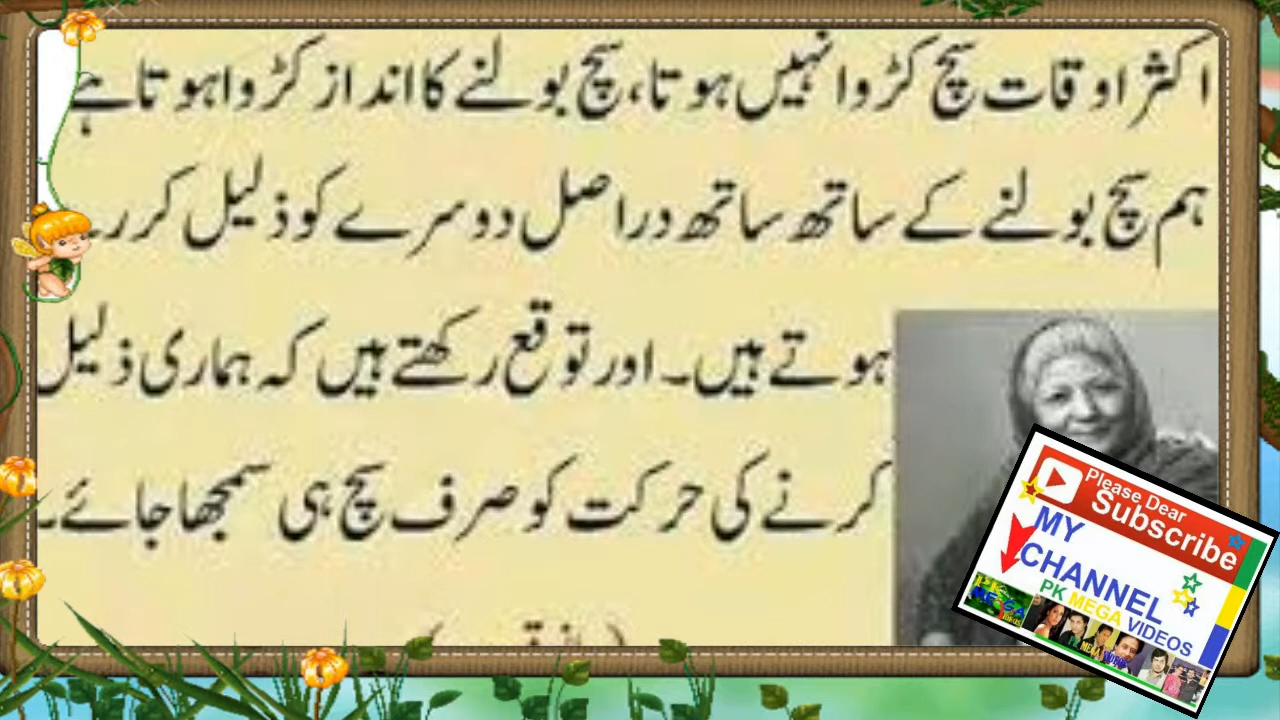 اکثر اوقات سچ کڑوا نہیں ہوتا، سچ بولنے کا انداز کڑوا ہوتا ہے
ہم سچ بولنے کے ساتھ ساتھ دراصل دوسرے کو ذلیل کر
ہوتے ہیں۔ اور توقع رکھتے ہیں کہ ہماری ذلیل
کرنے کی حرکت کو صرف سچ ہی سمجھا جائے۔
Please Dear
Subscribe
MY
CHANNEL
PK MEGA VIDEOS
PK
MEGA